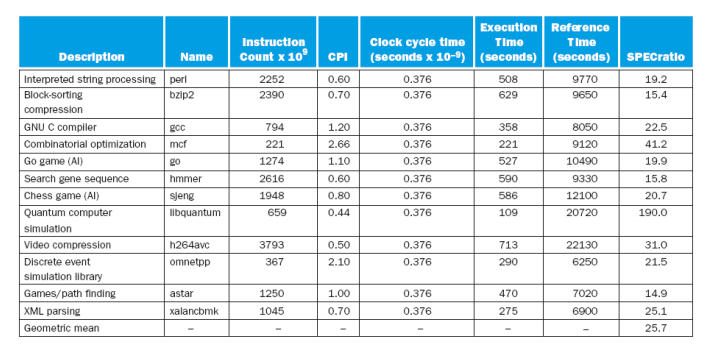 Description Name Instruction Count x 10^9 CPI Clock cycle time (seconds x 10^-9) Execution Time (seconds) Reference Time (seconds) SPECratio
Interpreted string processing perl 2252 0.60 0.376 508 9770 19.2
Block-sorting compression bzip2 2390 0.70 0.376 629 9650 15.4
GNU C compiler gcc 794 1.20 0.376 358 8050 22.5
Combinatorial optimization mcf 221 2.66 0.376 221 9120 41.2
Go game (AI) go 1274 1.10 0.376 527 10490 19.9
Search gene sequence hmmer 2616 0.60 0.376 590 9330 15.8
Chess game (AI) sjeng 1948 0.80 0.376 586 12100 20.7
Quantum computer simulation libquantum 659 0.44 0.376 109 20720 190.0
Video compression h264avc 3793 0.50 0.376 713 22130 31.0
Discrete event simulation library omnetpp 367 2.10 0.376 290 6250 21.5
Games/path finding astar 1250 1.00 0.376 470 7020 14.9
XML parsing xalancbmk 1045 0.70 0.376 275 6900 25.1
Geometric mean – – – – – – 25.7